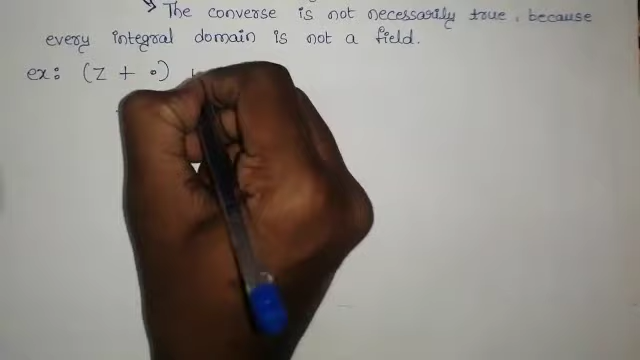 The converse is not necessarily true, because
every integral domain is not a field.
ex: (Z + •)